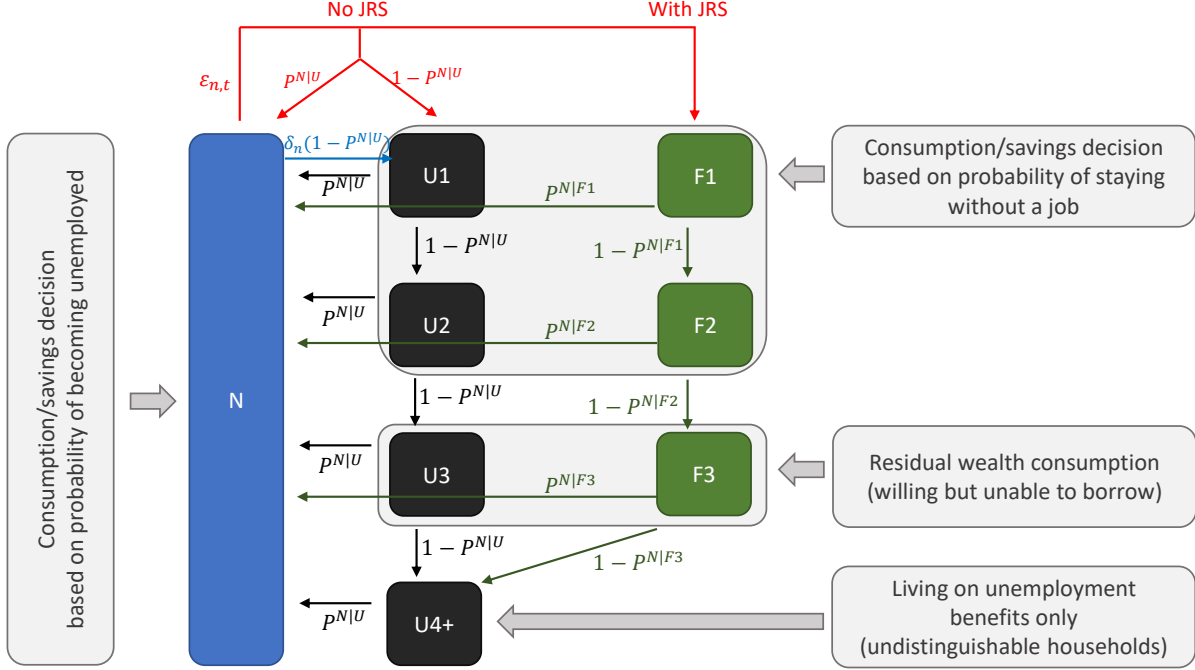 No JRS
With JRS
ε_{n,t}
P^{N|U}
1 − P^{N|U}
Consumption/savings decision
based on probability of becoming unemployed
N
δ_n(1 − P^{N|U})
P^{N|U}
U1
P^{N|F1}
F1
Consumption/savings decision
based on probability of staying
without a job
1 − P^{N|U}
1 − P^{N|F1}
P^{N|U}
U2
P^{N|F2}
F2
1 − P^{N|U}
1 − P^{N|F2}
P^{N|U}
U3
P^{N|F3}
F3
Residual wealth consumption
(willing but unable to borrow)
1 − P^{N|U}
1 − P^{N|F3}
P^{N|U}
U4+
Living on unemployment
benefits only
(undistinguishable households)